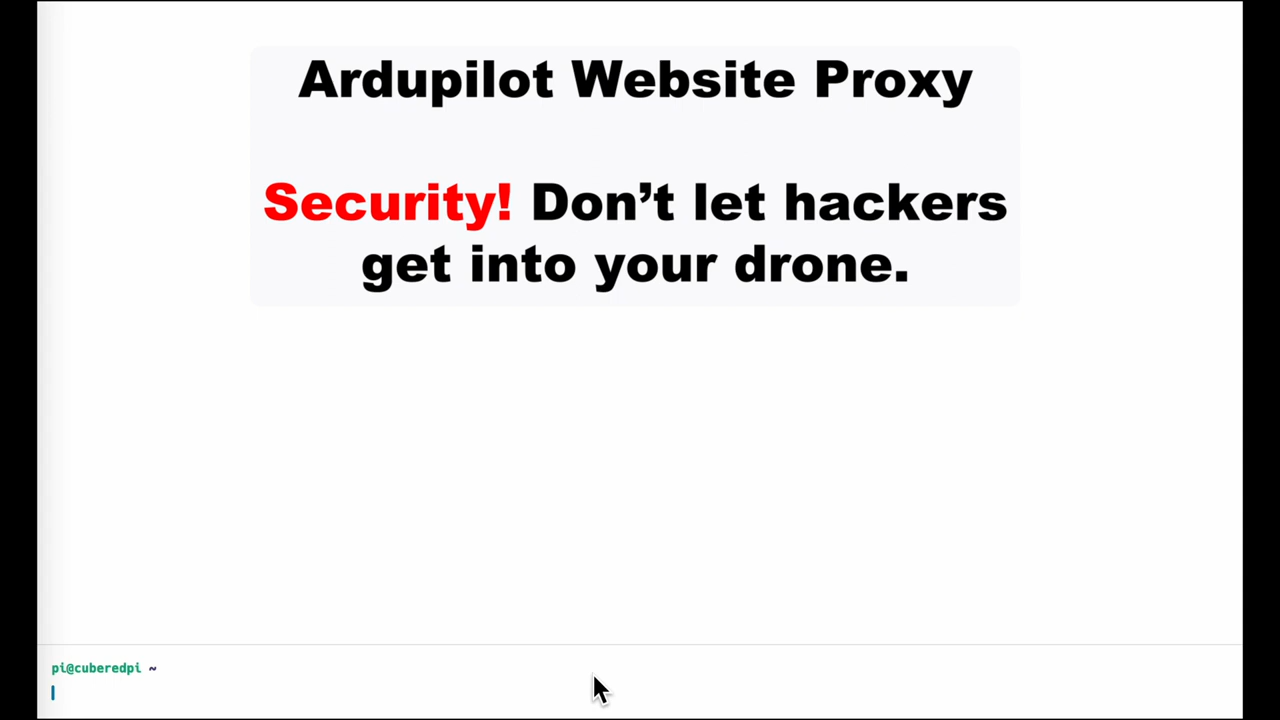 Ardupilot Website Proxy
Security! Don’t let hackers
get into your drone.
pi@cuberedpi ~